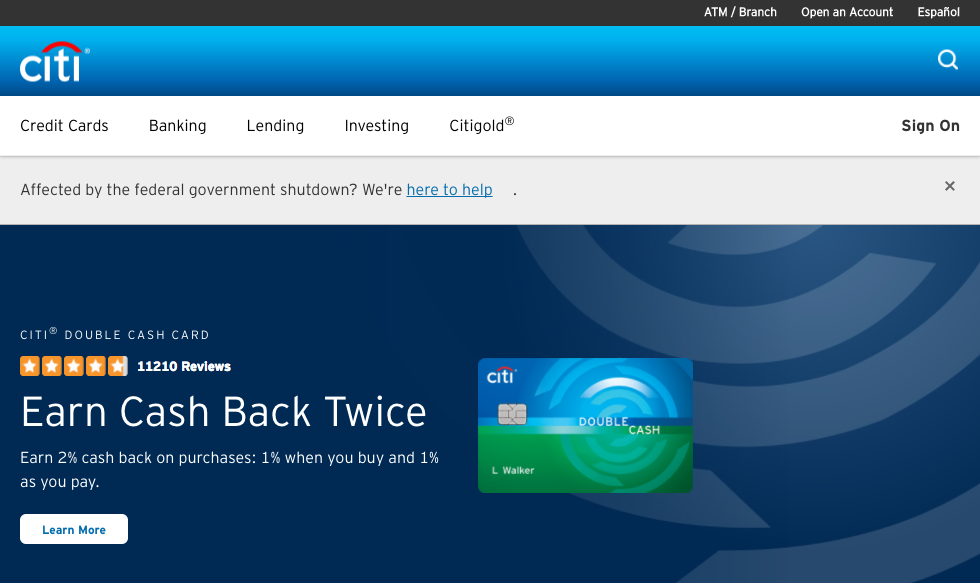 ATM / Branch Open an Account Español
citi®
Credit Cards Banking Lending Investing Citigold® Sign On
Affected by the federal government shutdown? We're here to help .
CITI® DOUBLE CASH CARD
11210 Reviews
Earn Cash Back Twice
Earn 2% cash back on purchases: 1% when you buy and 1%
as you pay.
Learn More
citi®
DOUBLE
CASH
L Walker